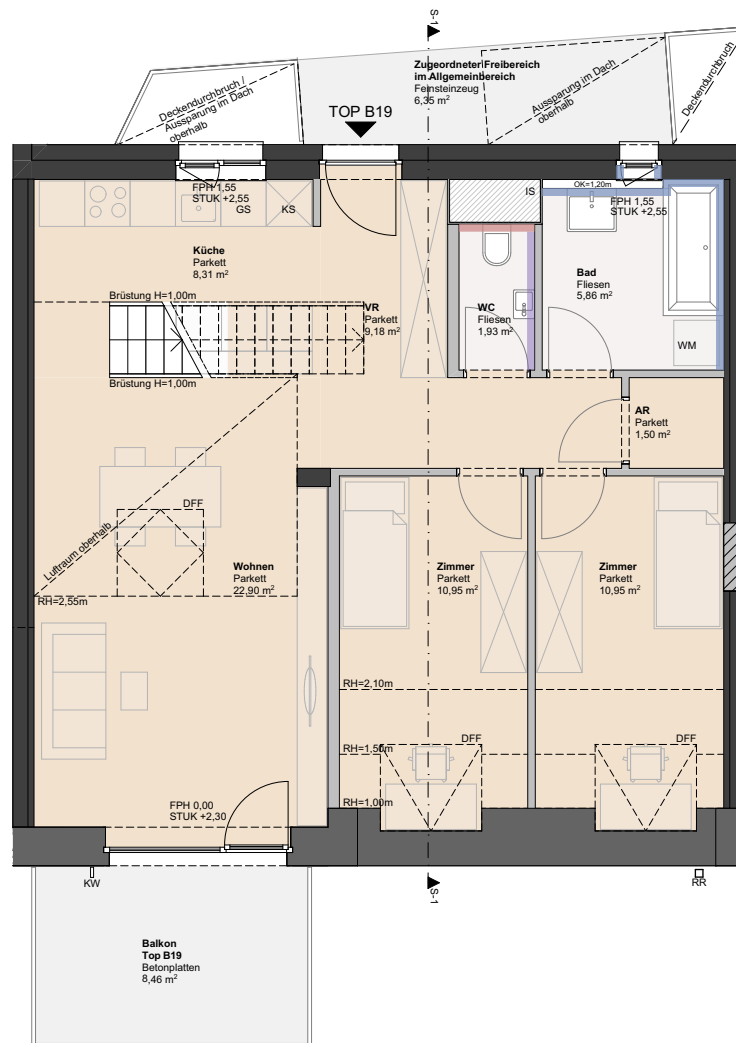 S-1
Zugeordneter Freibereich
im Allgemeinbereich
Feinsteinzeug
6,35 m²
Deckendurchbruch /
Aussparung im Dach
oberhalb
Aussparung im Dach
oberhalb
Deckendurchbruch
TOP B19
FPH 1,55
STUK +2,55
GS
KS
IS
OK=1,20m
FPH 1,55
STUK +2,55
Küche
Parkett
8,31 m²
Bad
Fliesen
5,86 m²
Brüstung H=1,00m
VR
Parkett
9,18 m²
WC
Fliesen
1,93 m²
WM
Brüstung H=1,00m
AR
Parkett
1,50 m²
DFF
Luftraum oberhalb
Wohnen
Parkett
22,90 m²
Zimmer
Parkett
10,95 m²
Zimmer
Parkett
10,95 m²
RH=2,55m
RH=2,10m
DFF
DFF
RH=1,50m
RH=1,00m
FPH 0,00
STUK +2,30
KW
S-1
RR
Balkon
Top B19
Betonplatten
8,46 m²